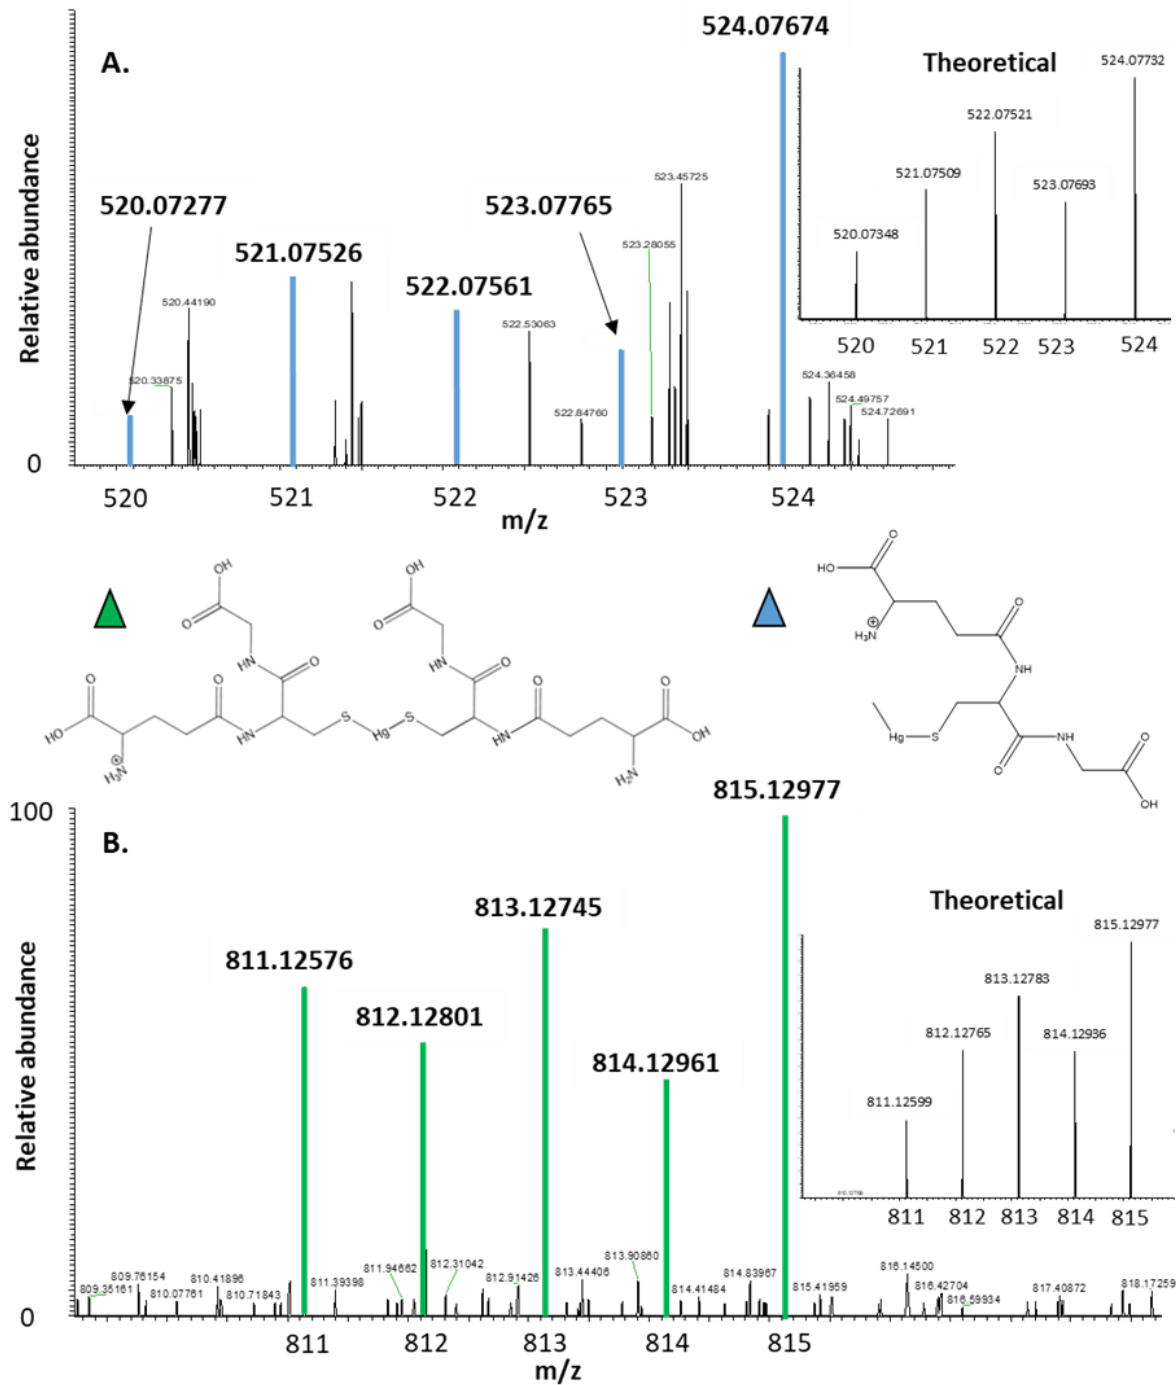 A.
524.07674
Theoretical
524.07732
522.07521
521.07509
523.07693
520.07348
520 521 522 523 524
Relative abundance
520.07277
521.07526
522.07561
523.07765
523.45725
523.28055
520.44190
520.33875
522.53063
522.84760
524.36458
524.49757
524.72691
0
520 521 522 523 524
m/z
OH
O
HN
O
O
HO
H₃N
⊕
O
HN
S
Hg
S
OH
O
HN
O
HN
O
O
OH
H₂N
HO
O
H₃N
⊕
O
NH
Hg
S
O
NH
O
OH
B.
100
815.12977
813.12745
811.12576
812.12801
814.12961
Theoretical
815.12977
813.12783
812.12765
814.12936
811.12599
811 812 813 814 815
Relative abundance
809.35161
809.76154
810.07761
810.41896
810.71843
811.39398
811.94662
812.31042
812.91426
813.44406
813.90860
814.41484
814.83967
815.41959
816.14500
816.42704
816.59934
817.40872
818.17259
0
811 812 813 814 815
m/z